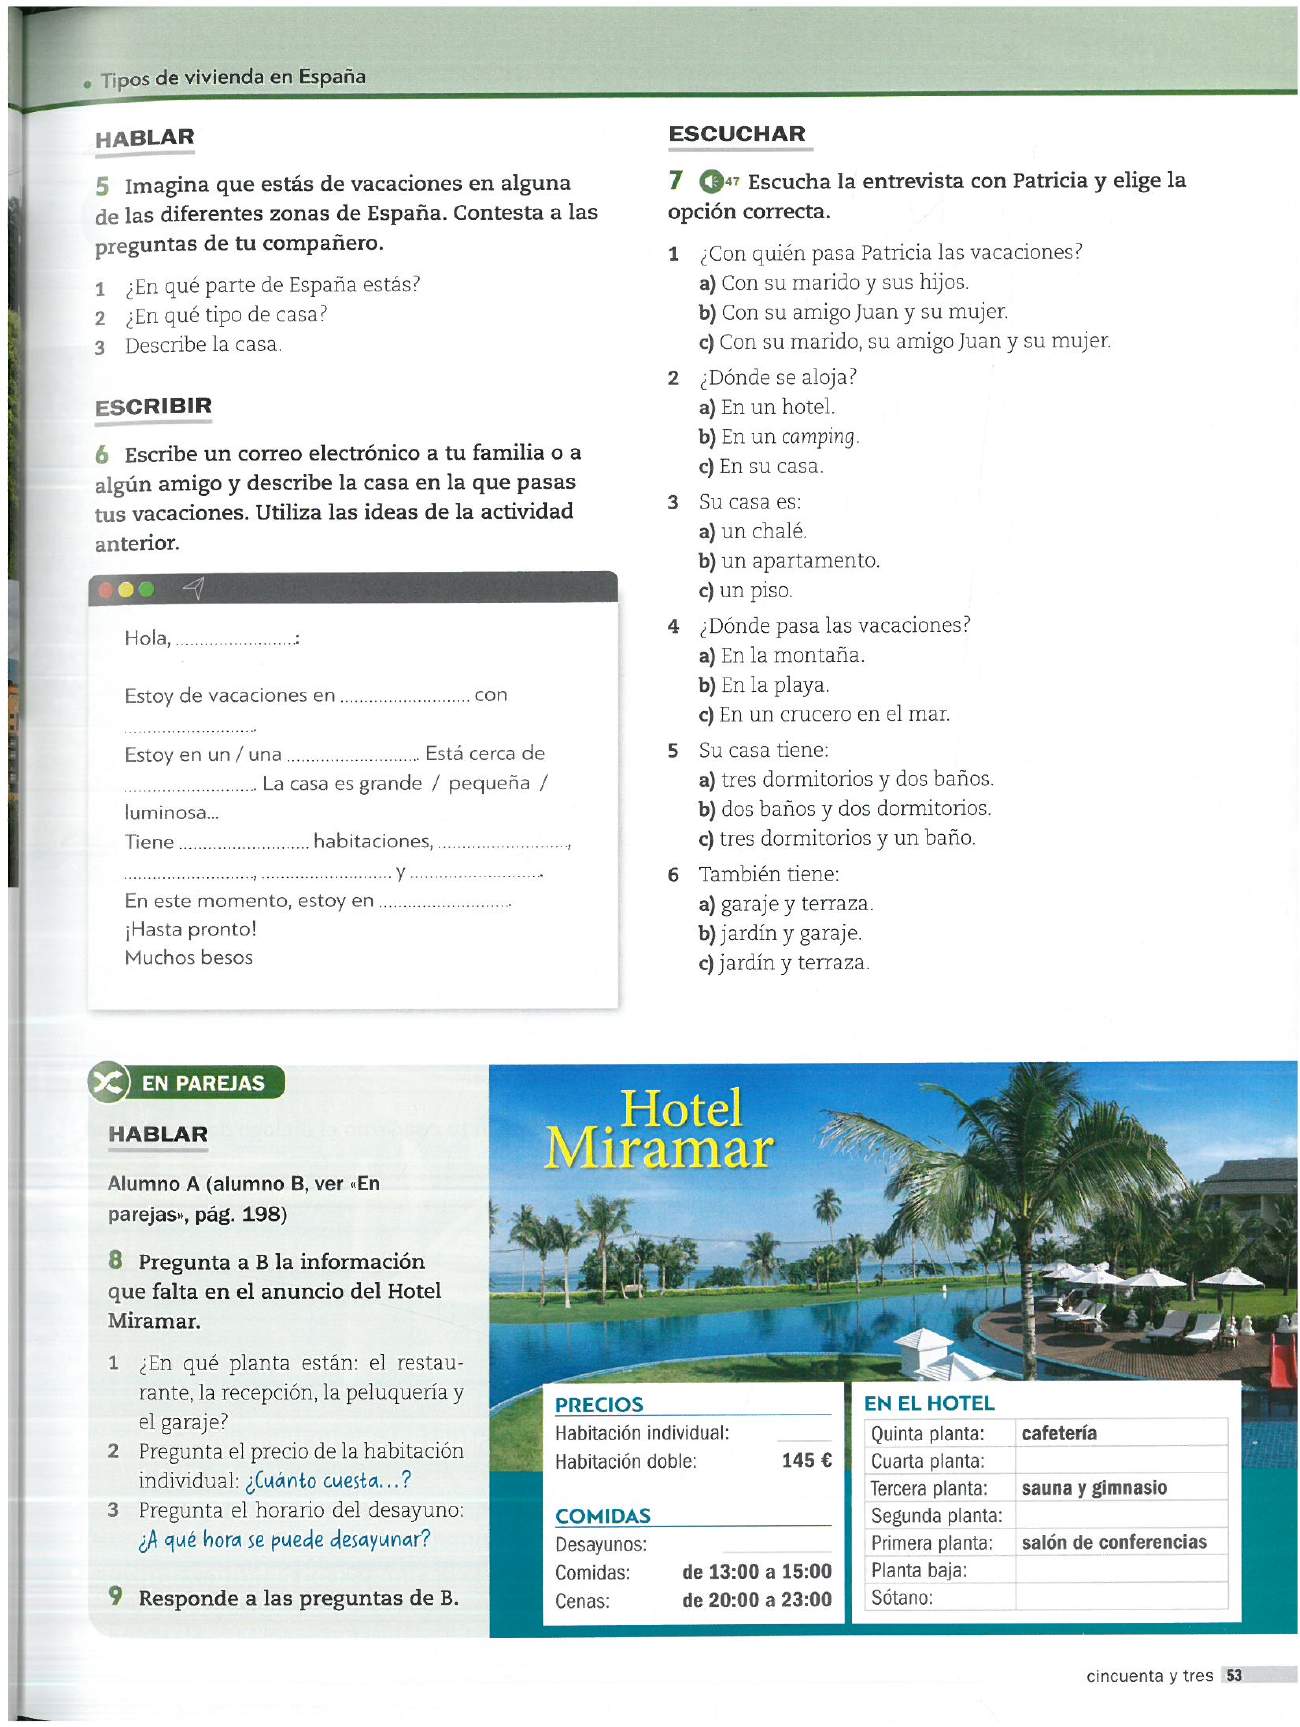 • Tipos de vivienda en España
HABLAR
5 Imagina que estás de vacaciones en alguna
de las diferentes zonas de España. Contesta a las
preguntas de tu compañero.
1 ¿En qué parte de España estás?
2 ¿En qué tipo de casa?
3 Describe la casa.
ESCRIBIR
6 Escribe un correo electrónico a tu familia o a
algún amigo y describe la casa en la que pasas
tus vacaciones. Utiliza las ideas de la actividad
anterior.
Hola, .........................:
Estoy de vacaciones en ........................... con
...........................
Estoy en un / una ........................... Está cerca de
........................... La casa es grande / pequeña /
luminosa...
Tiene ........................... habitaciones, ...........................,
..........................., ........................... y ...........................
En este momento, estoy en ...........................
¡Hasta pronto!
Muchos besos
ESCUCHAR
7 47 Escucha la entrevista con Patricia y elige la
opción correcta.
1 ¿Con quién pasa Patricia las vacaciones?
a) Con su marido y sus hijos.
b) Con su amigo Juan y su mujer.
c) Con su marido, su amigo Juan y su mujer.
2 ¿Dónde se aloja?
a) En un hotel.
b) En un camping.
c) En su casa.
3 Su casa es:
a) un chalé.
b) un apartamento.
c) un piso.
4 ¿Dónde pasa las vacaciones?
a) En la montaña.
b) En la playa.
c) En un crucero en el mar.
5 Su casa tiene:
a) tres dormitorios y dos baños.
b) dos baños y dos dormitorios.
c) tres dormitorios y un baño.
6 También tiene:
a) garaje y terraza.
b) jardín y garaje.
c) jardín y terraza.
EN PAREJAS
HABLAR
Alumno A (alumno B, ver «En
parejas», pág. 198)
8 Pregunta a B la información
que falta en el anuncio del Hotel
Miramar.
1 ¿En qué planta están: el restau-
rante, la recepción, la peluquería y
el garaje?
2 Pregunta el precio de la habitación
individual: ¿Cuánto cuesta...?
3 Pregunta el horario del desayuno:
¿A qué hora se puede desayunar?
9 Responde a las preguntas de B.
Hotel
Miramar
PRECIOS
Habitación individual: ______
Habitación doble: 145 €
COMIDAS
Desayunos: ______
Comidas: de 13:00 a 15:00
Cenas: de 20:00 a 23:00
EN EL HOTEL
Quinta planta: cafetería
Cuarta planta:
Tercera planta: sauna y gimnasio
Segunda planta:
Primera planta: salón de conferencias
Planta baja:
Sótano:
cincuenta y tres 53